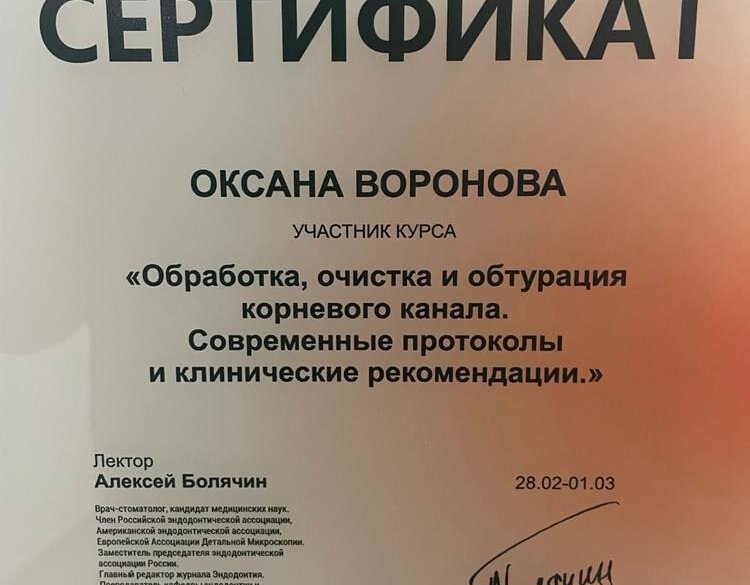 СЕРТИФИКАТ
ОКСАНА ВОРОНОВА
УЧАСТНИК КУРСА
«Обработка, очистка и обтурация
корневого канала.
Современные протоколы
и клинические рекомендации.»
Лектор
Алексей Болячин
28.02-01.03
Врач-стоматолог, кандидат медицинских наук.
Член Российской эндодонтической ассоциации,
Американской эндодонтической ассоциации,
Европейской Ассоциации Детальной Микроскопии.
Заместитель председателя эндодонтической
ассоциации России.
Главный редактор журнала Эндодонтия.